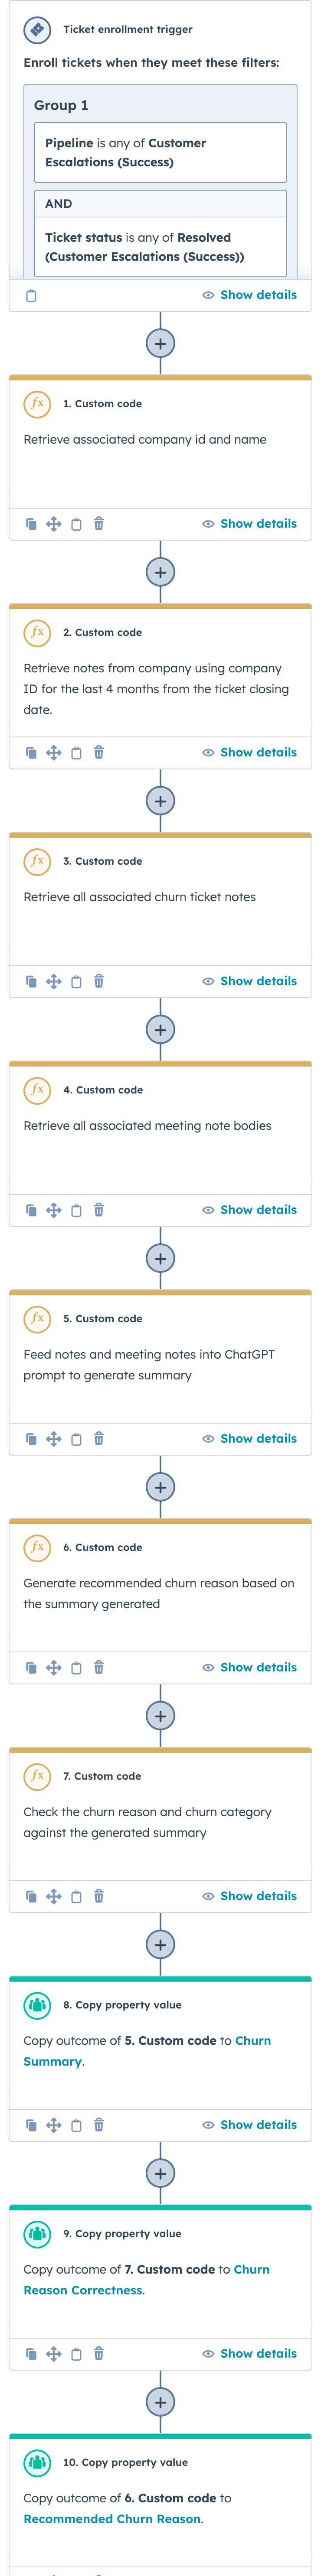 Ticket enrollment trigger
Enroll tickets when they meet these filters:
Group 1
Pipeline is any of Customer
Escalations (Success)
AND
Ticket status is any of Resolved
(Customer Escalations (Success))
Show details
1. Custom code
Retrieve associated company id and name
Show details
2. Custom code
Retrieve notes from company using company
ID for the last 4 months from the ticket closing
date.
Show details
3. Custom code
Retrieve all associated churn ticket notes
Show details
4. Custom code
Retrieve all associated meeting note bodies
Show details
5. Custom code
Feed notes and meeting notes into ChatGPT
prompt to generate summary
Show details
6. Custom code
Generate recommended churn reason based on
the summary generated
Show details
7. Custom code
Check the churn reason and churn category
against the generated summary
Show details
8. Copy property value
Copy outcome of 5. Custom code to Churn
Summary.
Show details
9. Copy property value
Copy outcome of 7. Custom code to Churn
Reason Correctness.
Show details
10. Copy property value
Copy outcome of 6. Custom code to
Recommended Churn Reason.